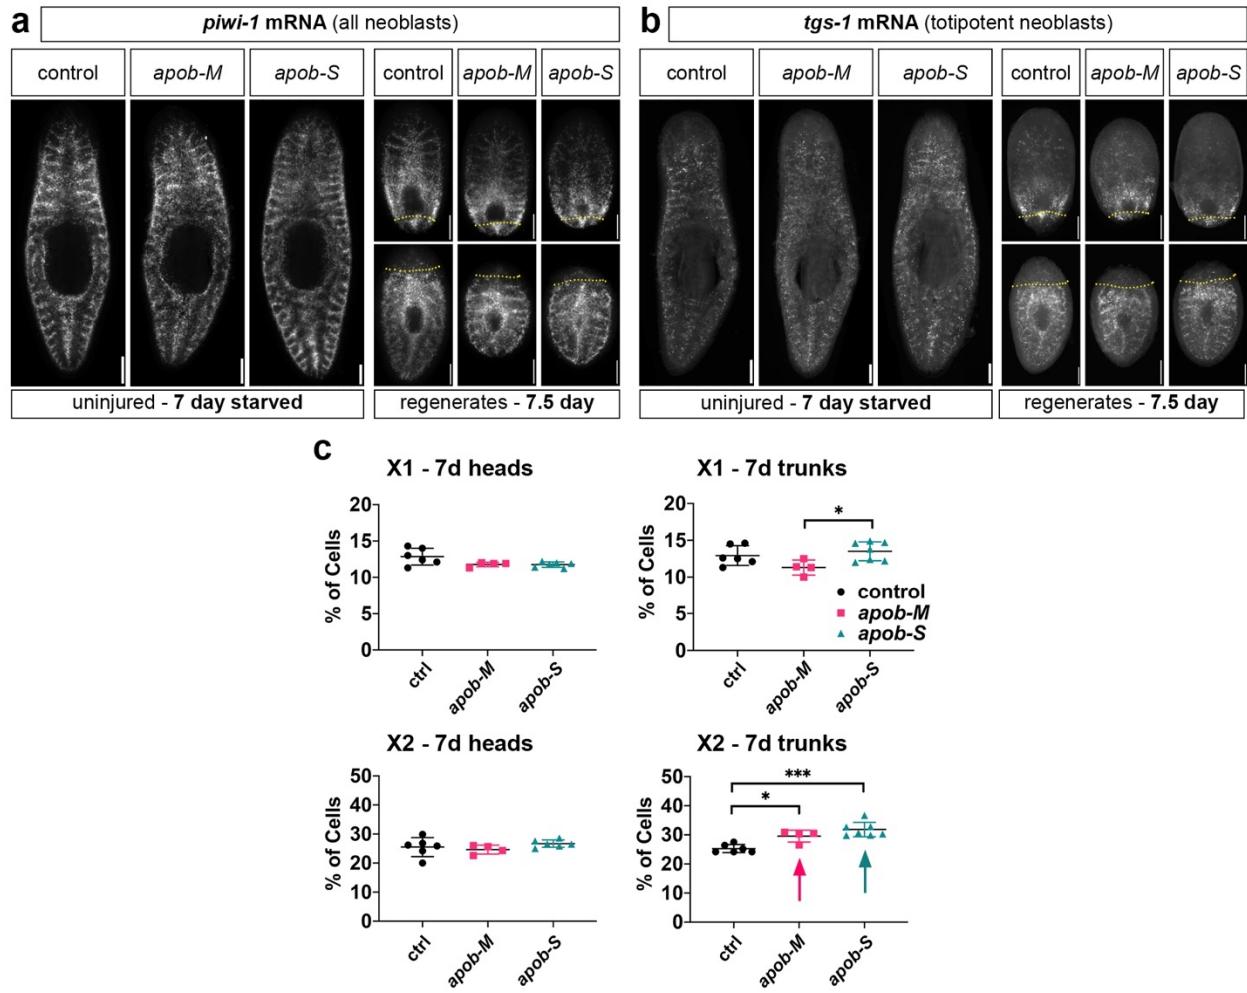 a
piwi-1 mRNA (all neoblasts)
control
apob-M
apob-S
control
apob-M
apob-S
uninjured - 7 day starved
regenerates - 7.5 day
b
tgs-1 mRNA (totipotent neoblasts)
control
apob-M
apob-S
control
apob-M
apob-S
uninjured - 7 day starved
regenerates - 7.5 day
c
X1 - 7d heads
% of Cells
20
15
10
5
0
ctrl
apob-M
apob-S
X1 - 7d trunks
% of Cells
20
15
10
5
0
*
control
apob-M
apob-S
ctrl
apob-M
apob-S
X2 - 7d heads
% of Cells
50
40
30
20
10
0
ctrl
apob-M
apob-S
X2 - 7d trunks
% of Cells
50
40
30
20
10
0
***
*
ctrl
apob-M
apob-S